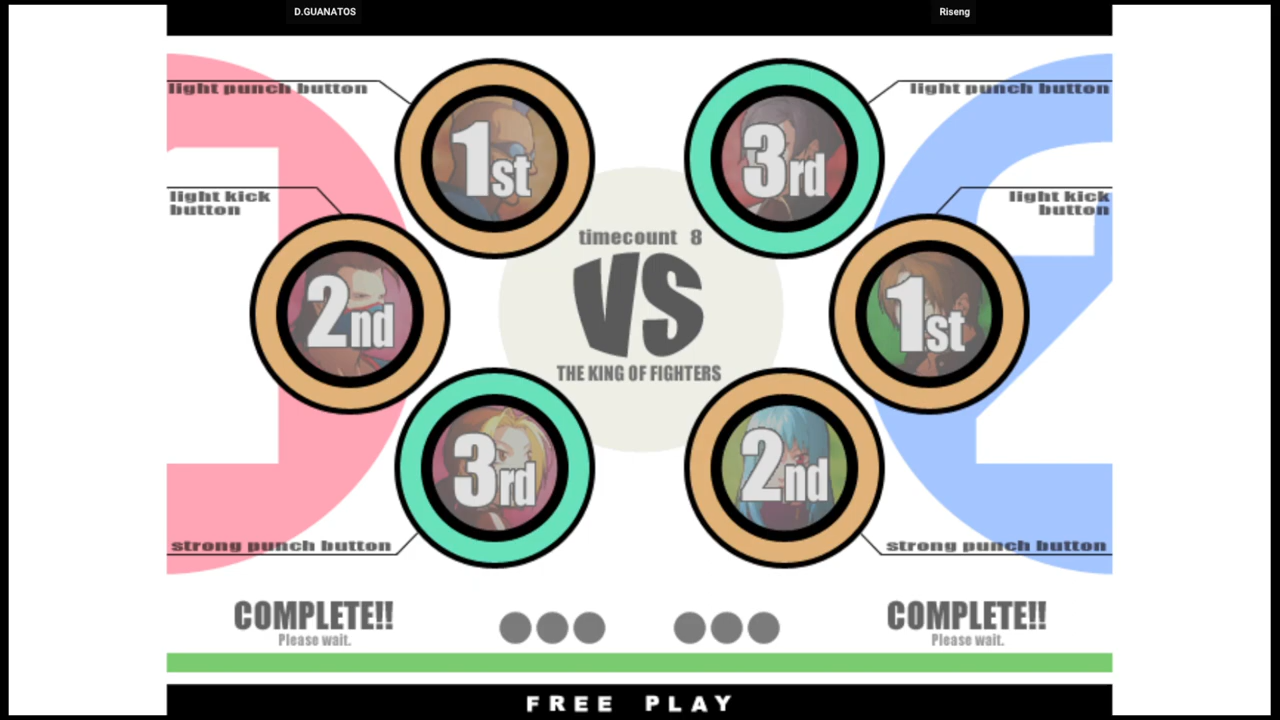 D.GUANATOS
Riseng
light punch button
light punch button
1st
3rd
light kick
button
light kick
button
timecount 8
VS
THE KING OF FIGHTERS
2nd
1st
3rd
2nd
strong punch button
strong punch button
COMPLETE!!
Please wait.
COMPLETE!!
Please wait.
FREE PLAY